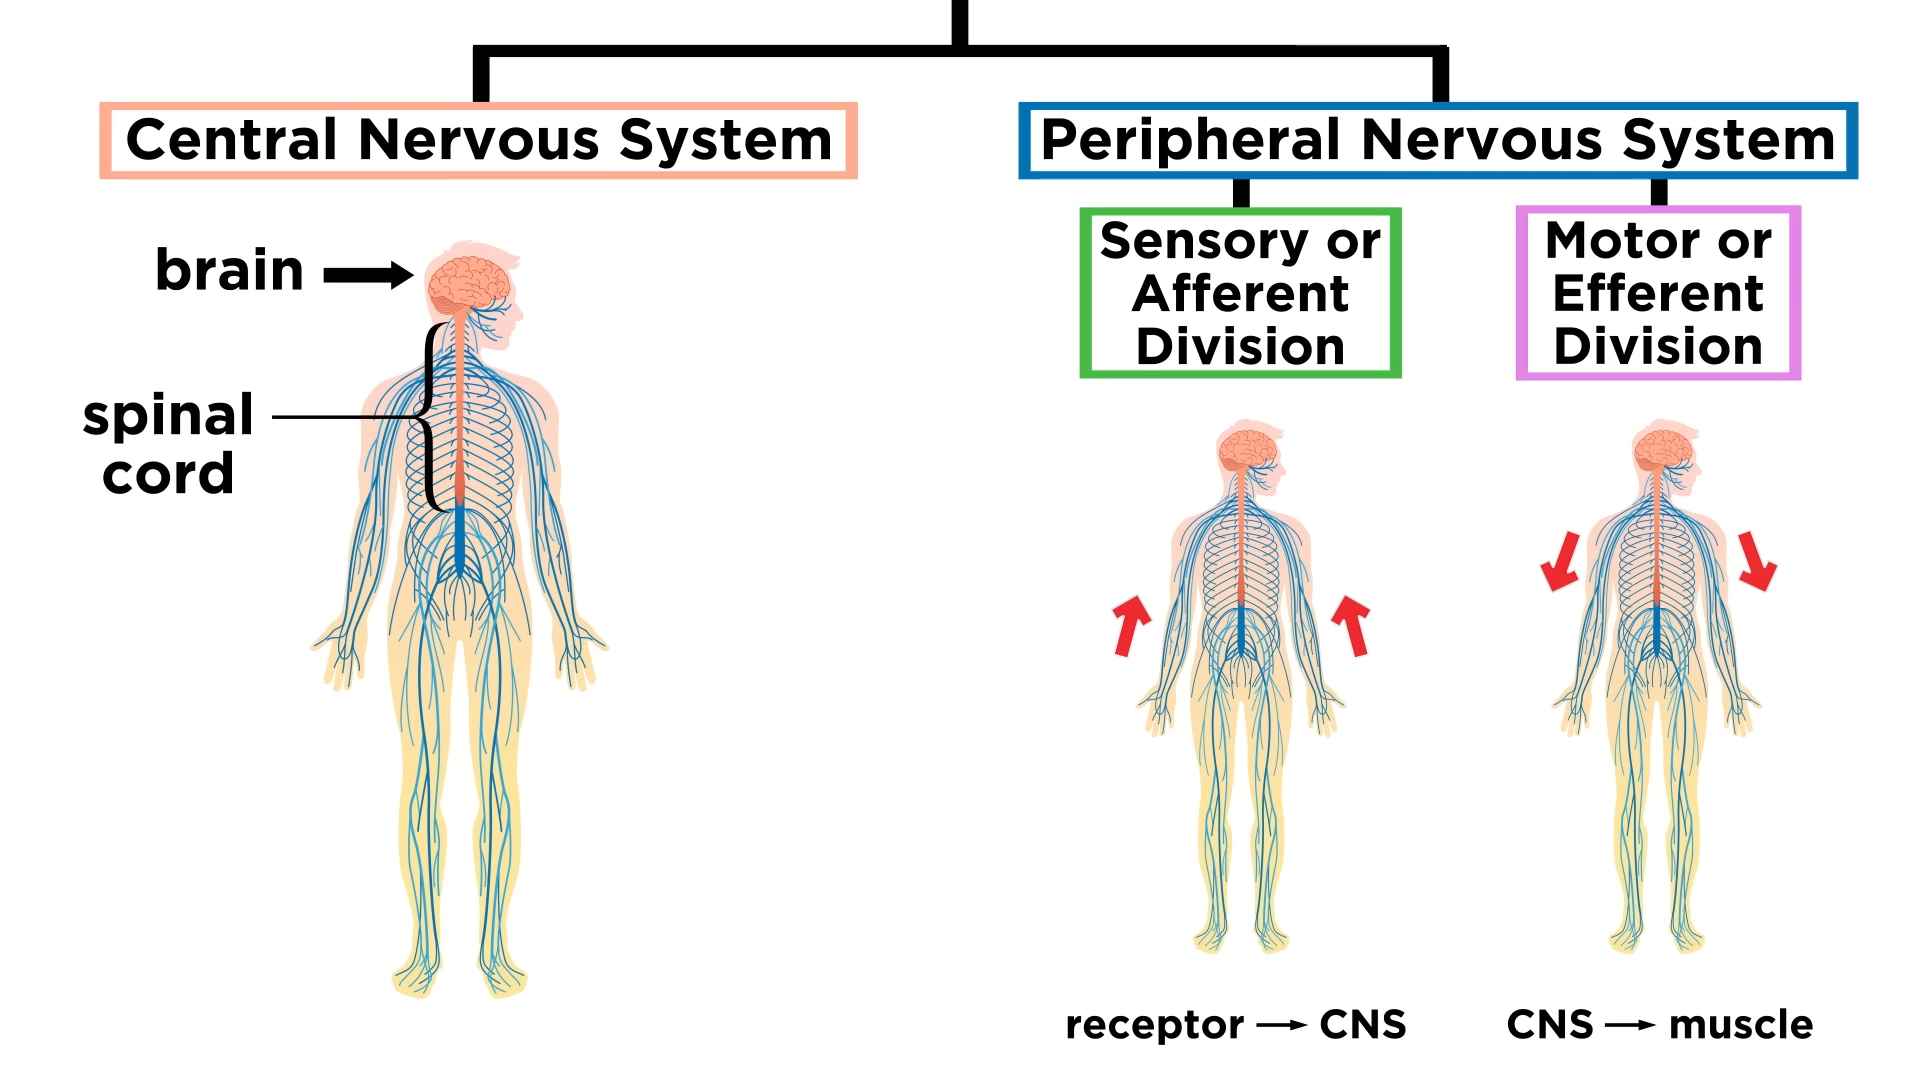 Central Nervous System
Peripheral Nervous System
brain
spinal
cord
Sensory or
Afferent
Division
Motor or
Efferent
Division
receptor → CNS
CNS → muscle